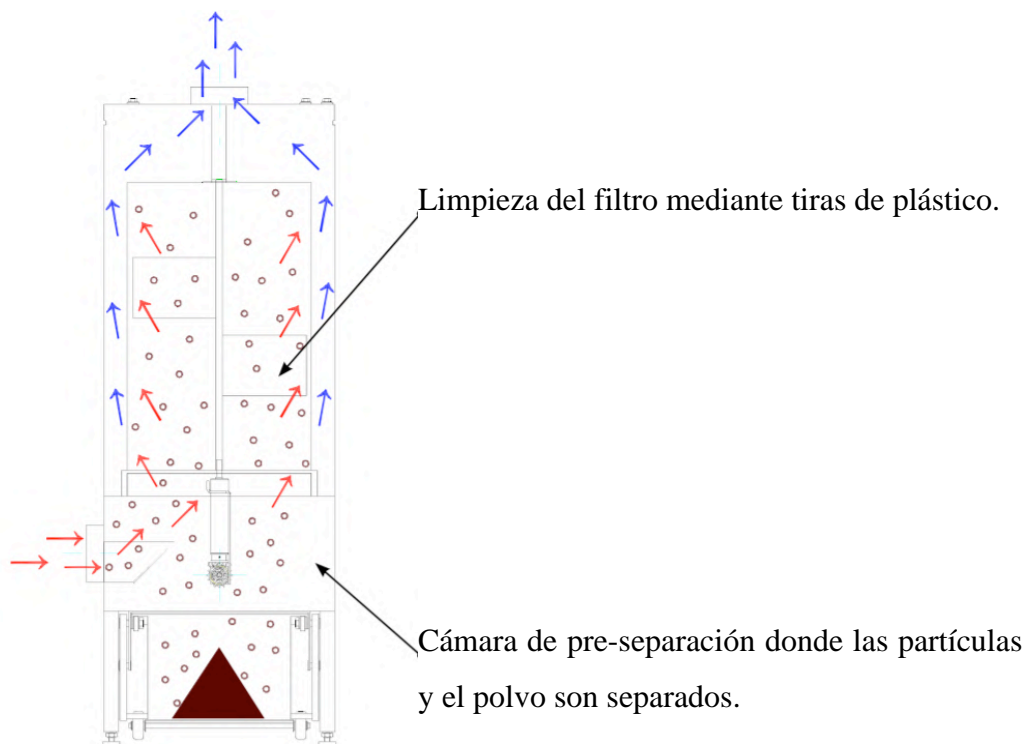 Limpieza del filtro mediante tiras de plástico.
Cámara de pre-separación donde las partículas
y el polvo son separados.